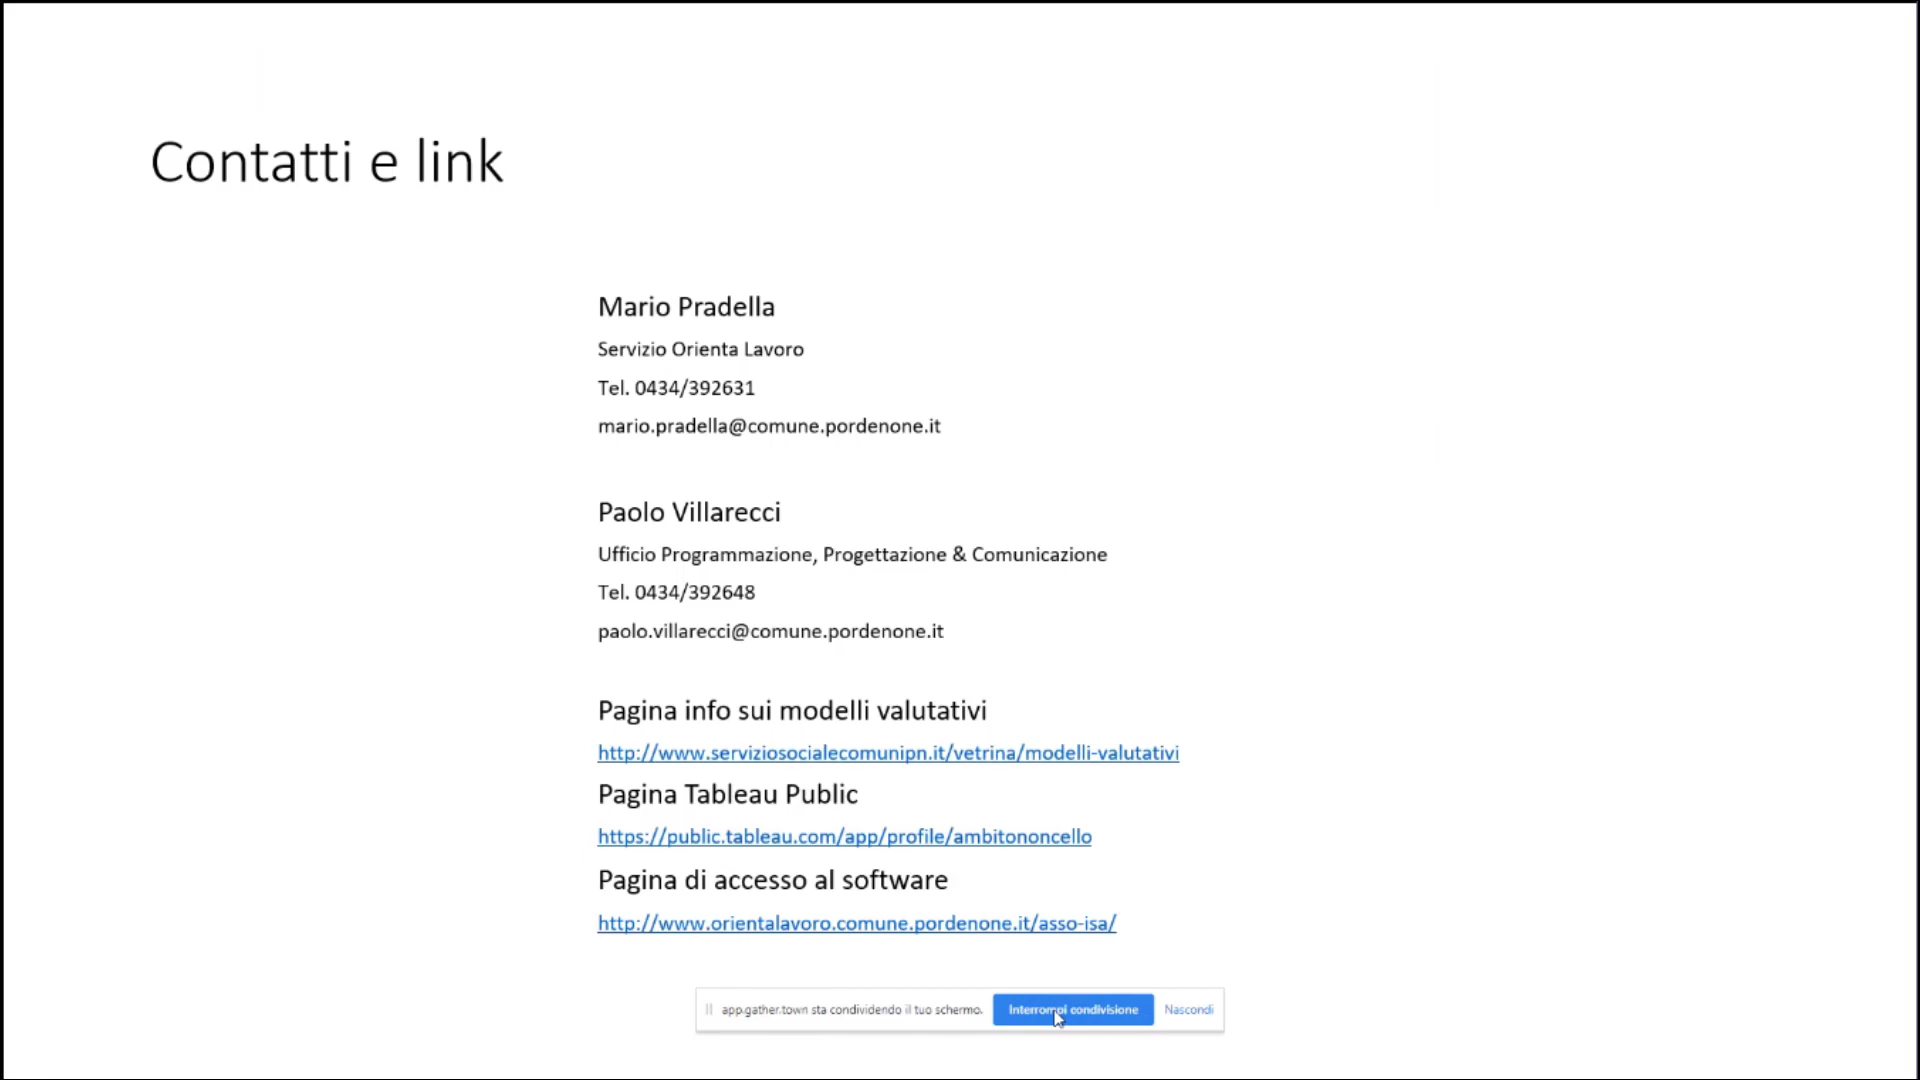 Contatti e link
Mario Pradella
Servizio Orienta Lavoro
Tel. 0434/392631
mario.pradella@comune.pordenone.it
Paolo Villarecci
Ufficio Programmazione, Progettazione & Comunicazione
Tel. 0434/392648
paolo.villarecci@comune.pordenone.it
Pagina info sui modelli valutativi
http://www.serviziosocialecomunipn.it/vetrina/modelli-valutativi
Pagina Tableau Public
https://public.tableau.com/app/profile/ambitononcello
Pagina di accesso al software
http://www.orientalavoro.comune.pordenone.it/asso-isa/
app.gather.town sta condividendo il tuo schermo. Interrompi condivisione Nascondi